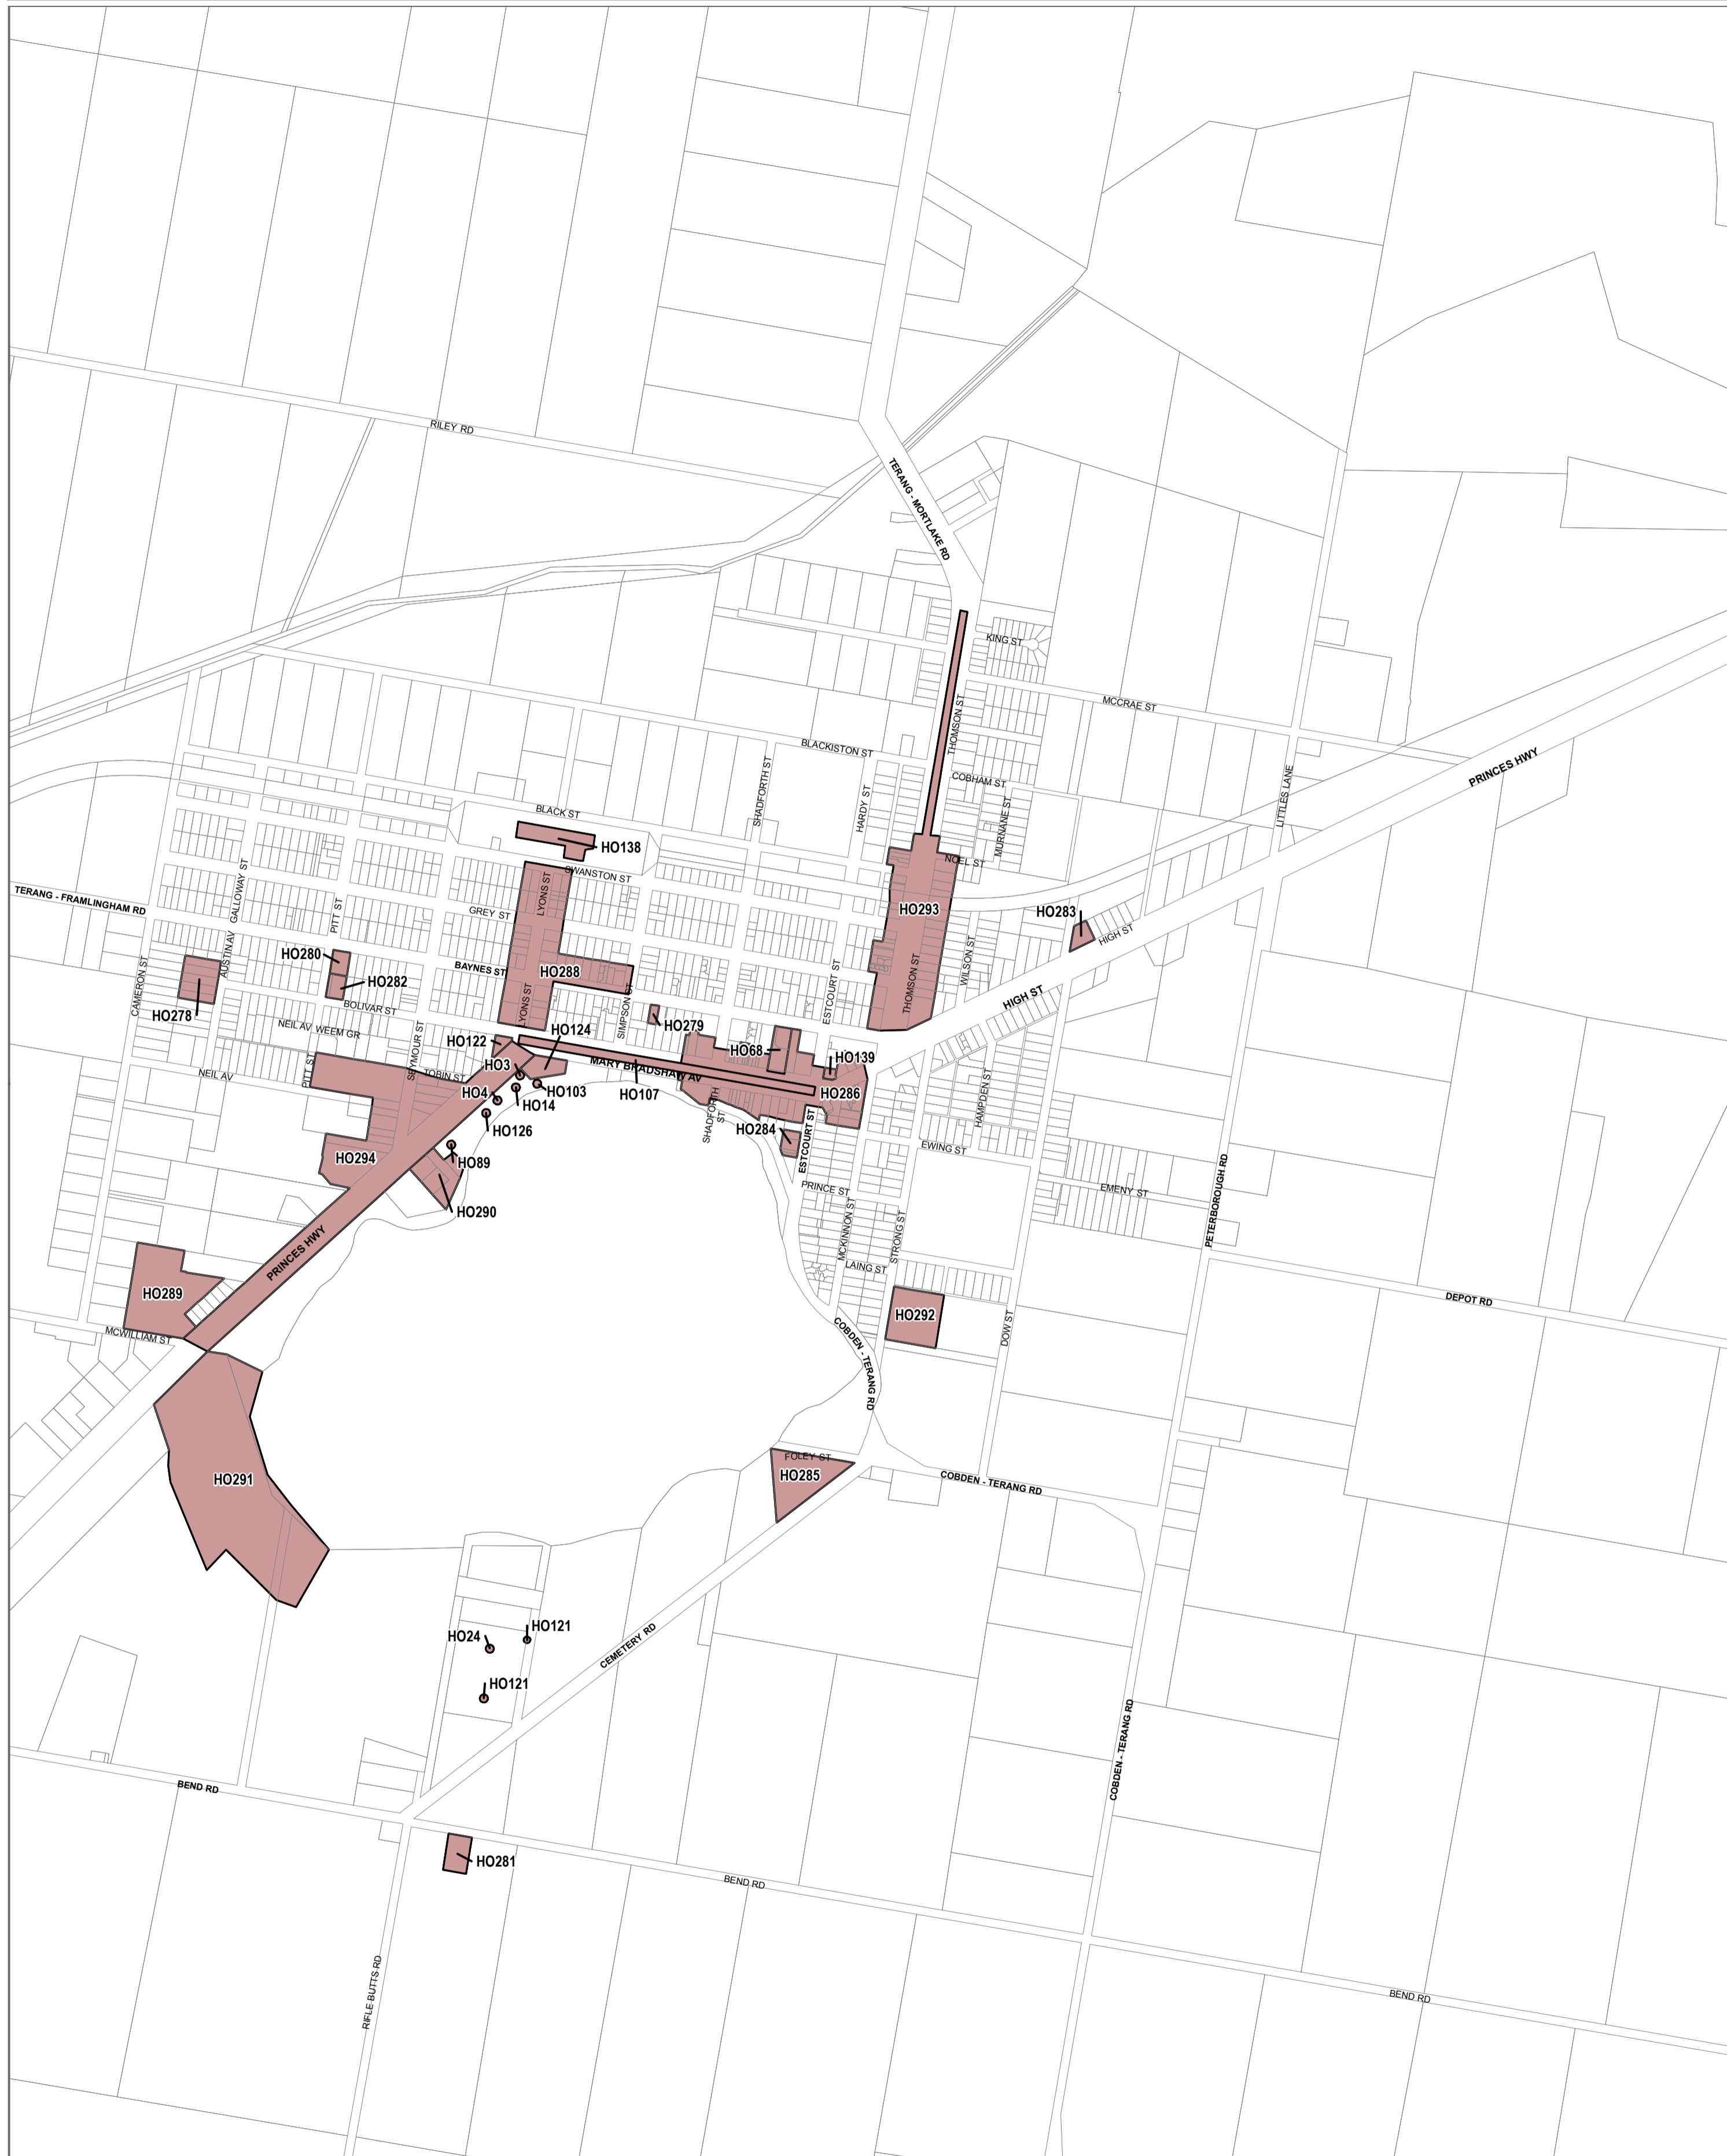 RILEY RD
TERANG - MORTLAKE RD
KING ST
MCCRAE ST
THOMSON ST
BLACKISTON ST
PRINCES HWY
SHADFORTH ST
COBHAM ST
LITTLES LANE
HARDY ST
MURNANE ST
BLACK ST
HO138
NOEL ST
SWANSTON ST
LYONS ST
GALLOWAY ST
TERANG - FRAMLINGHAM RD
PITT ST
GREY ST
HO293
HO283
HIGH ST
HO280
AUSTIN AV
BAYNES ST
HO288
WILSON ST
HO282
CAMERON ST
ESTCOURT ST
THOMSON ST
HIGH ST
BOLIVAR ST
HO278
LYONS ST
SIMPSON ST
HO279
NEIL AV
WEEM GR
HO124
SEYMOUR ST
HO122
HO68
HO139
HO3
MARY BRADSHAW AV
PITT ST
NEIL AV
TOBIN ST
HO4
HO103
HO107
HO286
HO14
HAMPDEN ST
HO126
SHADFORTH ST
HO284
ESTCOURT ST
EWING ST
HO294
HO89
PRINCE ST
EMENY ST
PETERBOROUGH RD
HO290
MCKINNON ST
STRONG ST
PRINCES HWY
LAING ST
HO289
HO292
DEPOT RD
MCWILLIAM ST
DOW ST
COBDEN - TERANG RD
FOLEY ST
HO285
HO291
COBDEN - TERANG RD
HO121
HO24
CEMETERY RD
HO121
COBDEN - TERANG RD
BEND RD
HO281
BEND RD
RIFLE BUTTS RD
BEND RD